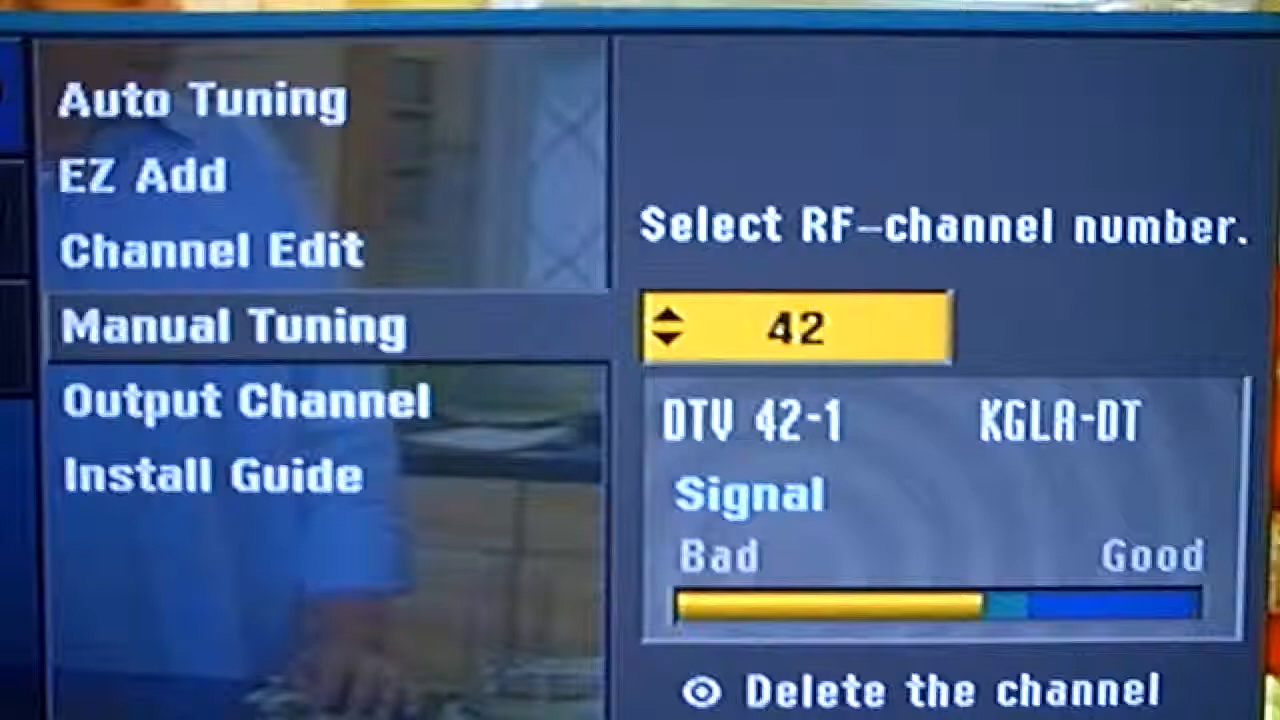 Auto Tuning
EZ Add
Channel Edit
Manual Tuning
Output Channel
Install Guide
Select RF-channel number.
42
DTV 42-1 KGLA-DT
Signal
Bad Good
Delete the channel